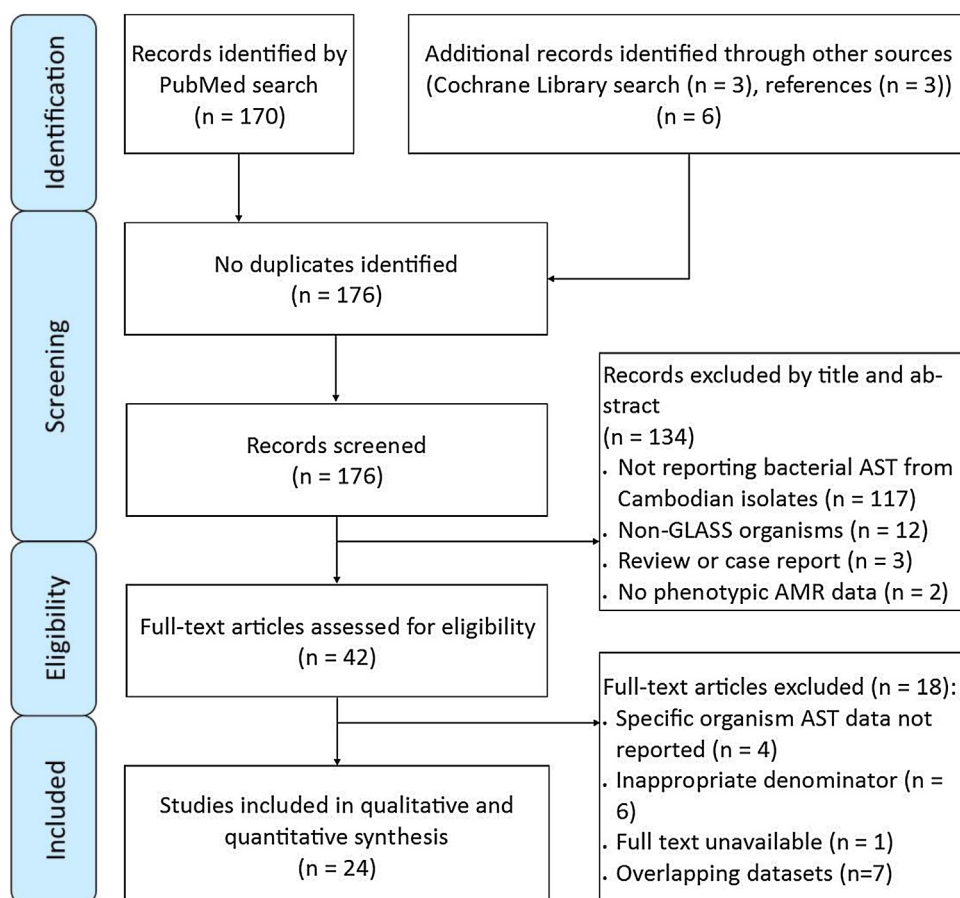 Identification
Records identified by
PubMed search
(n = 170)
Additional records identified through other sources
(Cochrane Library search (n = 3), references (n = 3))
(n = 6)
Screening
No duplicates identified
(n = 176)
Records screened
(n = 176)
Records excluded by title and ab-
stract
(n = 134)
. Not reporting bacterial AST from
Cambodian isolates (n = 117)
. Non-GLASS organisms (n = 12)
. Review or case report (n = 3)
. No phenotypic AMR data (n = 2)
Eligibility
Full-text articles assessed for eligibility
(n = 42)
Full-text articles excluded (n = 18):
. Specific organism AST data not
reported (n = 4)
. Inappropriate denominator (n =
6)
. Full text unavailable (n = 1)
. Overlapping datasets (n=7)
Included
Studies included in qualitative and
quantitative synthesis
(n = 24)